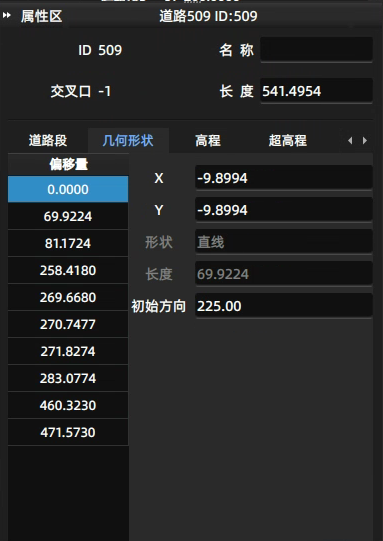 属性区 道路509 ID:509
ID 509 名 称
交叉口 -1 长 度 541.4954
道路段 几何形状 高程 超高程
偏移量
0.0000 X -9.8994
69.9224 Y -9.8994
81.1724 形状 直线
258.4180 长度 69.9224
269.6680 初始方向 225.00
270.7477
271.8274
283.0774
460.3230
471.5730